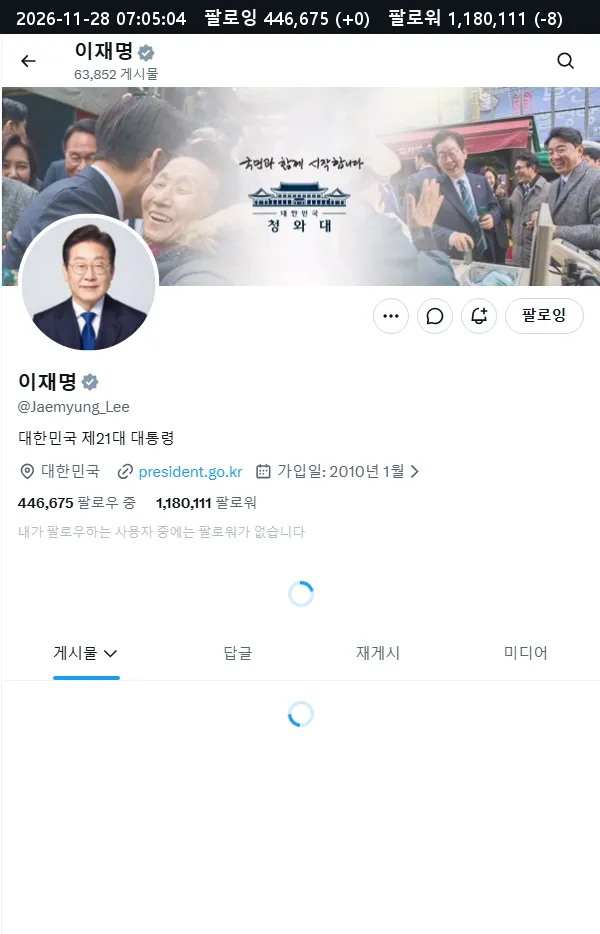 2026-11-28 07:05:04 팔로잉 446,675 (+0) 팔로워 1,180,111 (-8)
이재명
63,852 게시물
국민과 함께 시작합니다
대한민국
청와대
팔로잉
이재명
@Jaemyung_Lee
대한민국 제21대 대통령
대한민국 president.go.kr 가입일: 2010년 1월
446,675 팔로우 중 1,180,111 팔로워
내가 팔로우하는 사용자 중에는 팔로워가 없습니다
게시물 답글 재게시 미디어